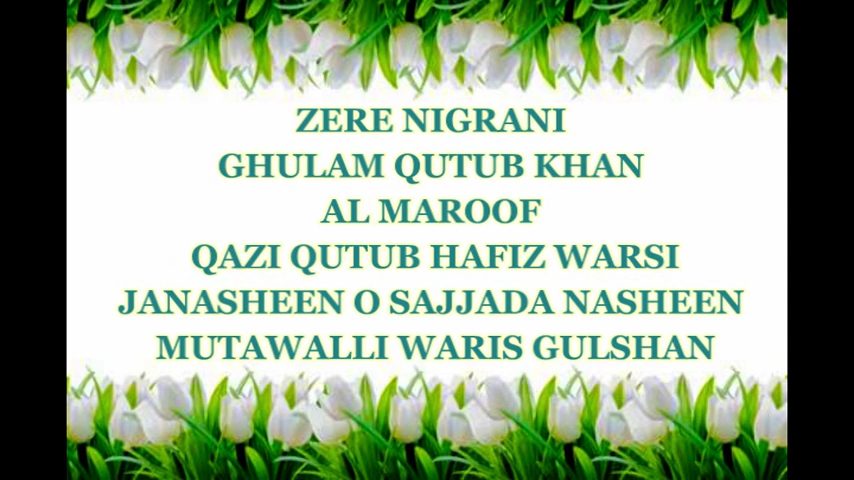 ZERE NIGRANI
GHULAM QUTUB KHAN
AL MAROOF
QAZI QUTUB HAFIZ WARSI
JANASHEEN O SAJJADA NASHEEN
MUTAWALLI WARIS GULSHAN